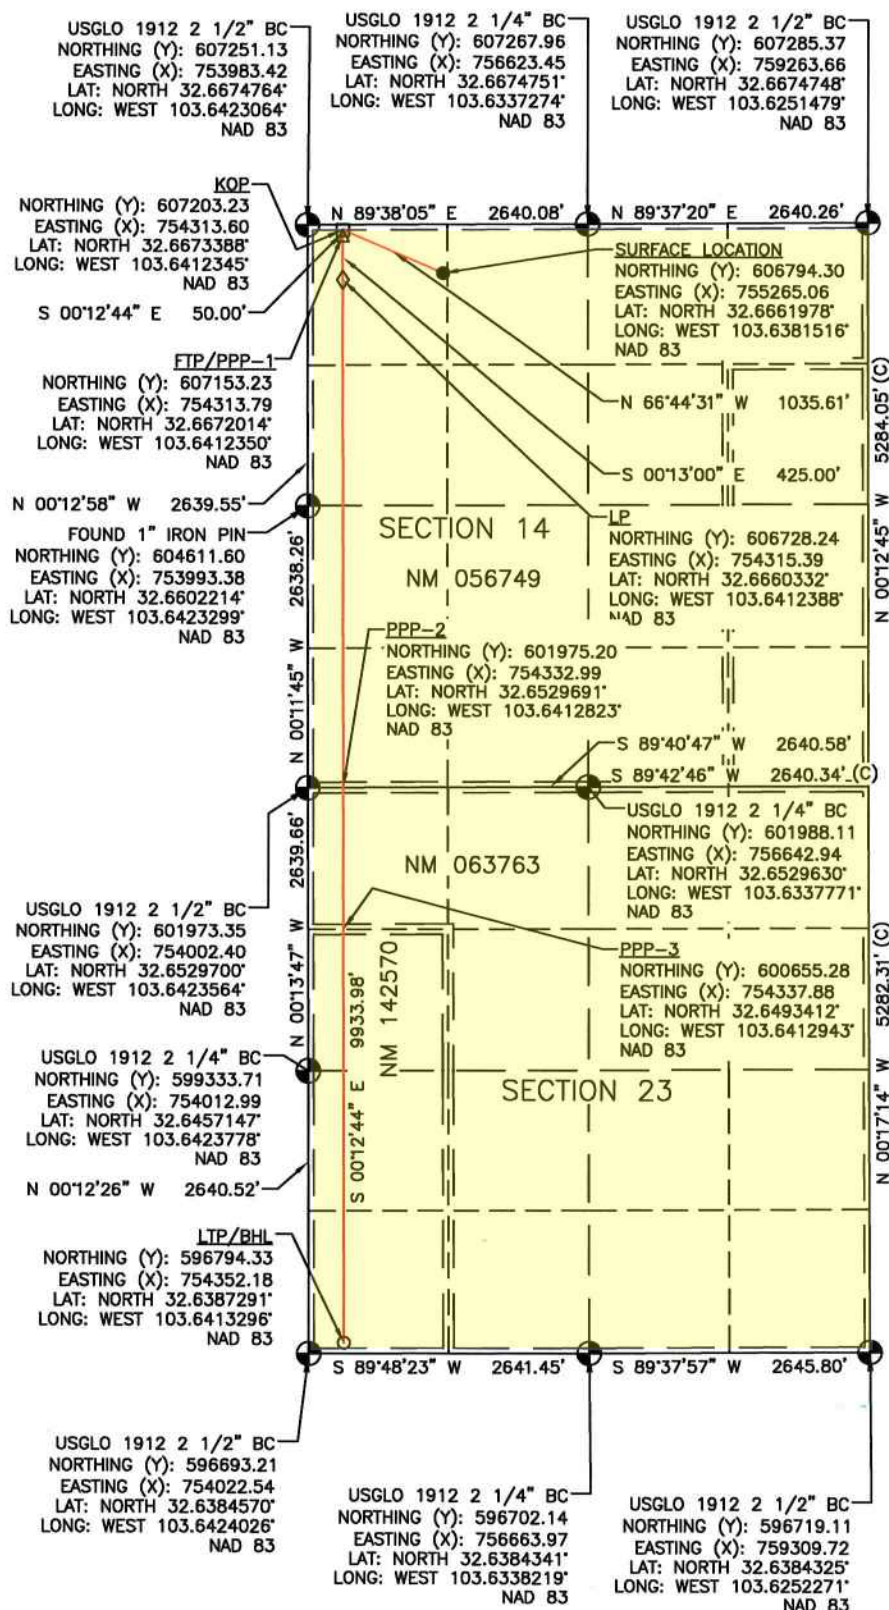 USGLO 1912 2 1/2" BC
NORTHING (Y): 607251.13
EASTING (X): 753983.42
LAT: NORTH 32.6674764°
LONG: WEST 103.6423064°
NAD 83
USGLO 1912 2 1/4" BC
NORTHING (Y): 607267.96
EASTING (X): 756623.45
LAT: NORTH 32.6674751°
LONG: WEST 103.6337274°
NAD 83
USGLO 1912 2 1/2" BC
NORTHING (Y): 607285.37
EASTING (X): 759263.66
LAT: NORTH 32.6674748°
LONG: WEST 103.6251479°
NAD 83
KOP
NORTHING (Y): 607203.23
EASTING (X): 754313.60
LAT: NORTH 32.6673388°
LONG: WEST 103.6412345°
NAD 83
N 89°38'05" E 2640.08'
N 89°37'20" E 2640.26'
SURFACE LOCATION
NORTHING (Y): 606794.30
EASTING (X): 755265.06
LAT: NORTH 32.6661978°
LONG: WEST 103.6381516°
NAD 83
S 00°12'44" E 50.00'
FTP/PPP-1
NORTHING (Y): 607153.23
EASTING (X): 754313.79
LAT: NORTH 32.6672014°
LONG: WEST 103.6412350°
NAD 83
N 66°44'31" W 1035.61'
S 00°13'00" E 425.00'
N 00°12'45" W 5284.05' (C)
N 00°12'58" W 2639.55'
FOUND 1" IRON PIN
NORTHING (Y): 604611.60
EASTING (X): 753993.38
LAT: NORTH 32.6602214°
LONG: WEST 103.6423299°
NAD 83
SECTION 14
NM 056749
LP
NORTHING (Y): 606728.24
EASTING (X): 754315.39
LAT: NORTH 32.6660332°
LONG: WEST 103.6412388°
NAD 83
N 00°11'45" W 2638.26'
PPP-2
NORTHING (Y): 601975.20
EASTING (X): 754332.99
LAT: NORTH 32.6529691°
LONG: WEST 103.6412823°
NAD 83
S 89°40'47" W 2640.58'
S 89°42'46" W 2640.34' (C)
USGLO 1912 2 1/4" BC
NORTHING (Y): 601988.11
EASTING (X): 756642.94
LAT: NORTH 32.6529630°
LONG: WEST 103.6337771°
NAD 83
NM 063763
N 00°13'47" W 2639.66'
USGLO 1912 2 1/2" BC
NORTHING (Y): 601973.35
EASTING (X): 754002.40
LAT: NORTH 32.6529700°
LONG: WEST 103.6423564°
NAD 83
PPP-3
NORTHING (Y): 600655.28
EASTING (X): 754337.88
LAT: NORTH 32.6493412°
LONG: WEST 103.6412943°
NAD 83
NM 142570
S 00°12'44" E 9933.98'
N 00°17'14" W 5282.31' (C)
USGLO 1912 2 1/4" BC
NORTHING (Y): 599333.71
EASTING (X): 754012.99
LAT: NORTH 32.6457147°
LONG: WEST 103.6423778°
NAD 83
SECTION 23
N 00°12'26" W 2640.52'
LTP/BHL
NORTHING (Y): 596794.33
EASTING (X): 754352.18
LAT: NORTH 32.6387291°
LONG: WEST 103.6413296°
NAD 83
S 89°48'23" W 2641.45'
S 89°37'57" W 2645.80'
USGLO 1912 2 1/2" BC
NORTHING (Y): 596693.21
EASTING (X): 754022.54
LAT: NORTH 32.6384570°
LONG: WEST 103.6424026°
NAD 83
USGLO 1912 2 1/4" BC
NORTHING (Y): 596702.14
EASTING (X): 756663.97
LAT: NORTH 32.6384341°
LONG: WEST 103.6338219°
NAD 83
USGLO 1912 2 1/2" BC
NORTHING (Y): 596719.11
EASTING (X): 759309.72
LAT: NORTH 32.6384325°
LONG: WEST 103.6252271°
NAD 83